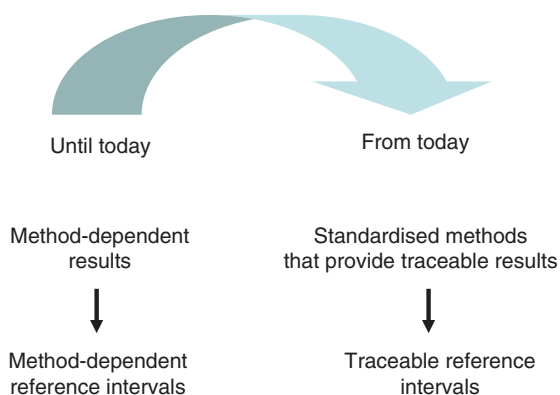 Until today
From today
Method-dependent
results
Standardised methods
that provide traceable results
Method-dependent
reference intervals
Traceable reference
intervals